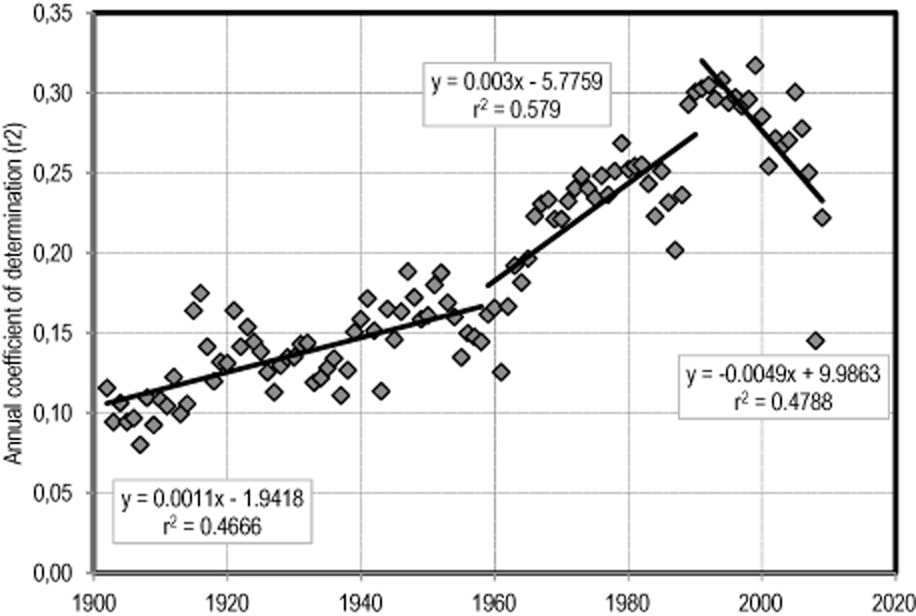 0,35
0,30
0,25
0,20
0,15
0,10
0,05
0,00
Annual coefficient of determination (r2)
y = 0.003x - 5.7759
r² = 0.579
y = -0.0049x + 9.9863
r² = 0.4788
y = 0.0011x - 1.9418
r² = 0.4666
1900 1920 1940 1960 1980 2000 2020